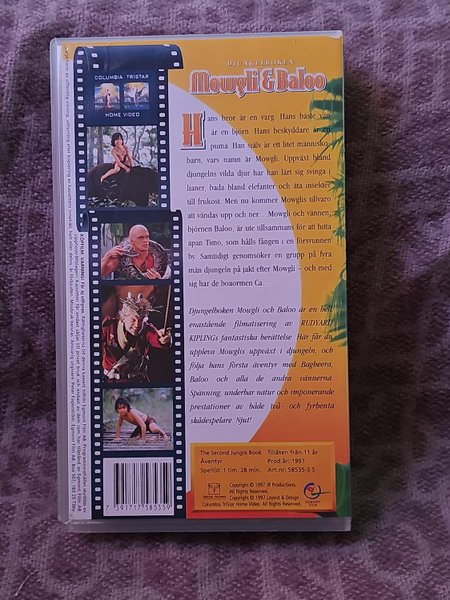 COLUMBIA TRISTAR
HOME VIDEO
DJUNGELBOKEN
Mowgli & Baloo
Hans bror är en varg. Hans bäste vän
är en björn. Hans beskyddare är en
puma. Han själv är ett litet människo-
barn, vars namn är Mowgli. Uppväxt bland
djungelns vilda djur har han lärt sig svinga i
lianer, bada bland elefanter och äta insekter
till frukost. Men nu kommer Mowglis tillvaro
att vändas upp och ner. Mowgli och vännen,
björnen Baloo, är ute tillsammans för att hitta
apan Timo, som hålls fången i en försvunnen
by. Samtidigt genomsöker en grupp på fyra
män djungeln på jakt efter Mowgli – och med
sig har de boaormen Ca...
Djungelboken Mowgli och Baloo är en helt
enastående filmatisering av RUDYARD
KIPLINGs fantastiska berättelse. Här får du
uppleva Mowglis uppväxt i djungeln, och
följa hans första äventyr med Bagheera,
Baloo och alla de andra vännerna.
Spänning, underbar natur och imponerande
prestationer av både två- och fyrbenta
skådespelare. Njut!
The Second Jungle Book
Tillåten från 11 år
Äventyr
Prod.år: 1997
Speltid: 1 tim. 28 min.
Art.nr: 58535-3 S
Copyright © 1997 JB Productions.
All Rights Reserved.
Copyright © 1997 Layout & Design.
Columbia TriStar Home Video. All Rights Reserved.
EGMONT FILM
7 391717 585359